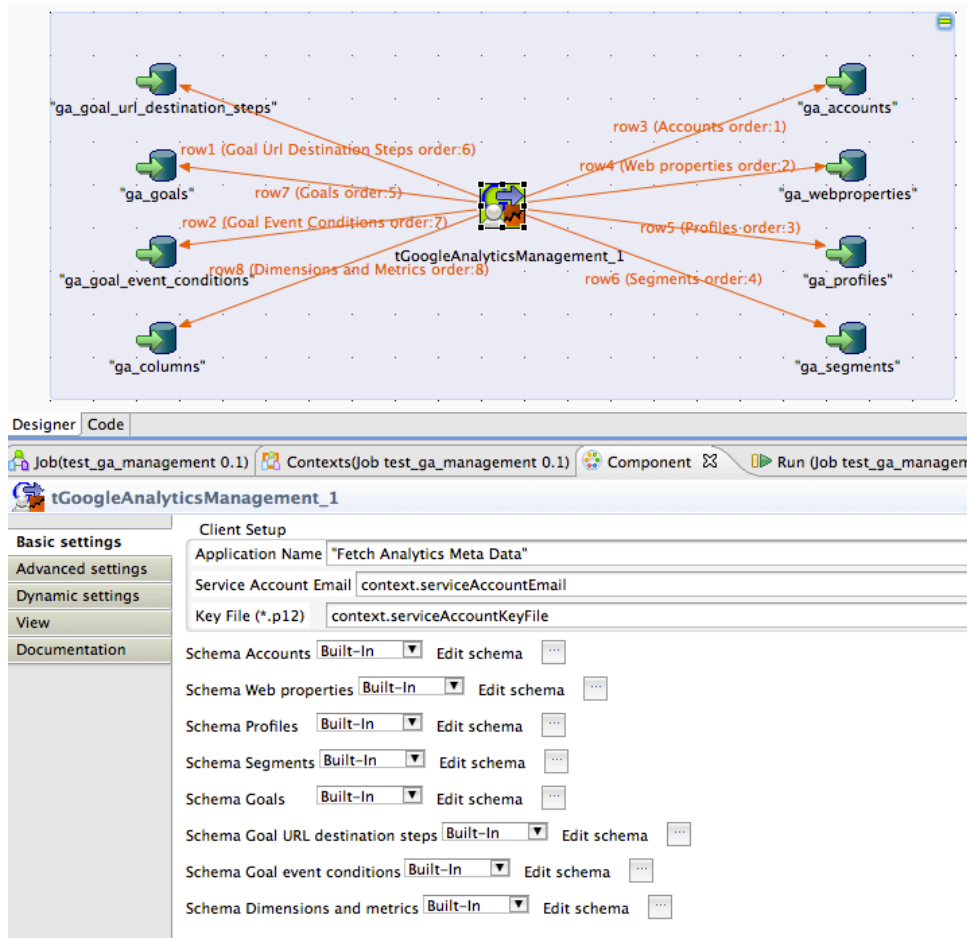 "ga_goal_url_destination_steps"
"ga_accounts"
row3 (Accounts order:1)
row1 (Goal Url Destination Steps order:6)
row4 (Web properties order:2)
"ga_goals"
row7 (Goals order:5)
"ga_webproperties"
row2 (Goal Event Conditions order:7)
row5 (Profiles order:3)
tGoogleAnalyticsManagement_1
row8 (Dimensions and Metrics order:8)
"ga_goal_event_conditions"
row6 (Segments order:4)
"ga_profiles"
"ga_columns"
"ga_segments"
Designer Code
Job(test_ga_management 0.1) Contexts(Job test_ga_management 0.1) Component Run (Job test_ga_managem
tGoogleAnalyticsManagement_1
Basic settings
Advanced settings
Dynamic settings
View
Documentation
Client Setup
Application Name "Fetch Analytics Meta Data"
Service Account Email context.serviceAccountEmail
Key File (*.p12) context.serviceAccountKeyFile
Schema Accounts Built-In Edit schema ...
Schema Web properties Built-In Edit schema ...
Schema Profiles Built-In Edit schema ...
Schema Segments Built-In Edit schema ...
Schema Goals Built-In Edit schema ...
Schema Goal URL destination steps Built-In Edit schema ...
Schema Goal event conditions Built-In Edit schema ...
Schema Dimensions and metrics Built-In Edit schema ...